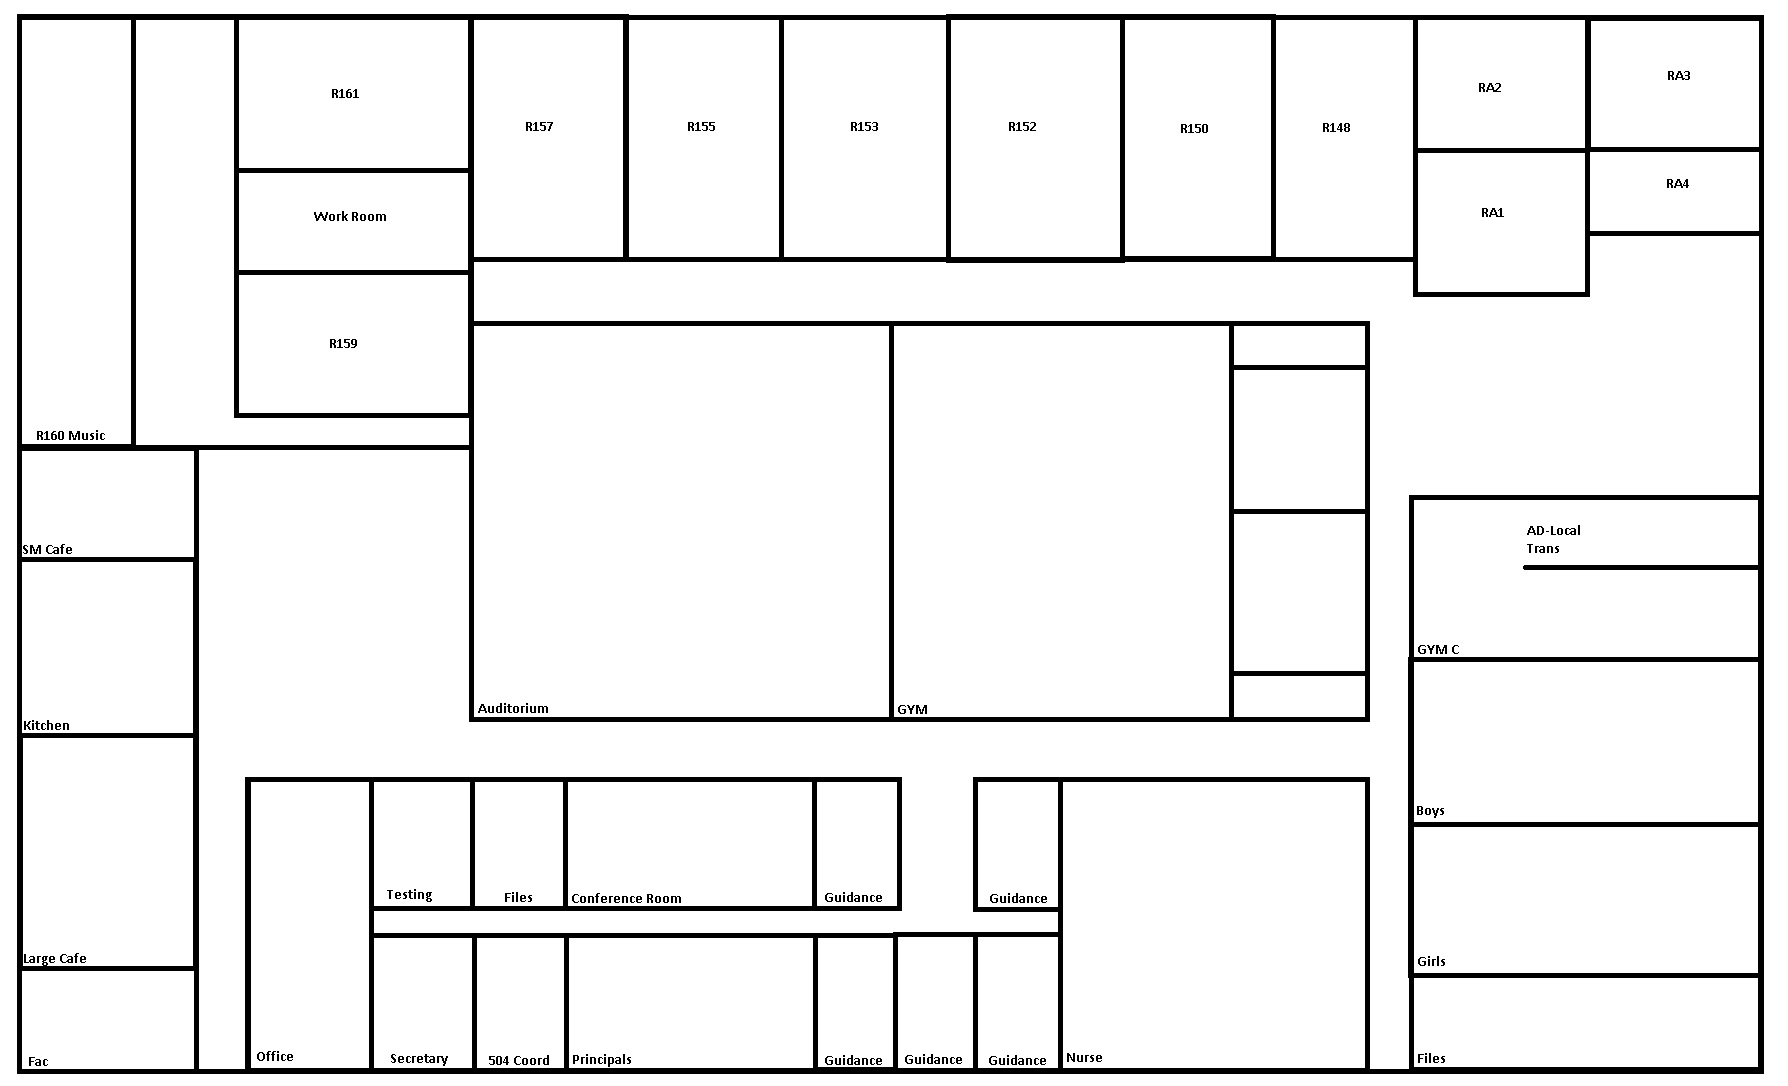 R161
R157
R155
R153
R152
R150
R148
RA2
RA3
RA4
Work Room
RA1
R159
R160 Music
SM Cafe
AD-Local
Trans
GYM C
Kitchen
Auditorium
GYM
Boys
Testing
Files
Conference Room
Guidance
Guidance
Large Cafe
Girls
Fac
Office
Secretary
504 Coord
Principals
Guidance
Guidance
Guidance
Nurse
Files